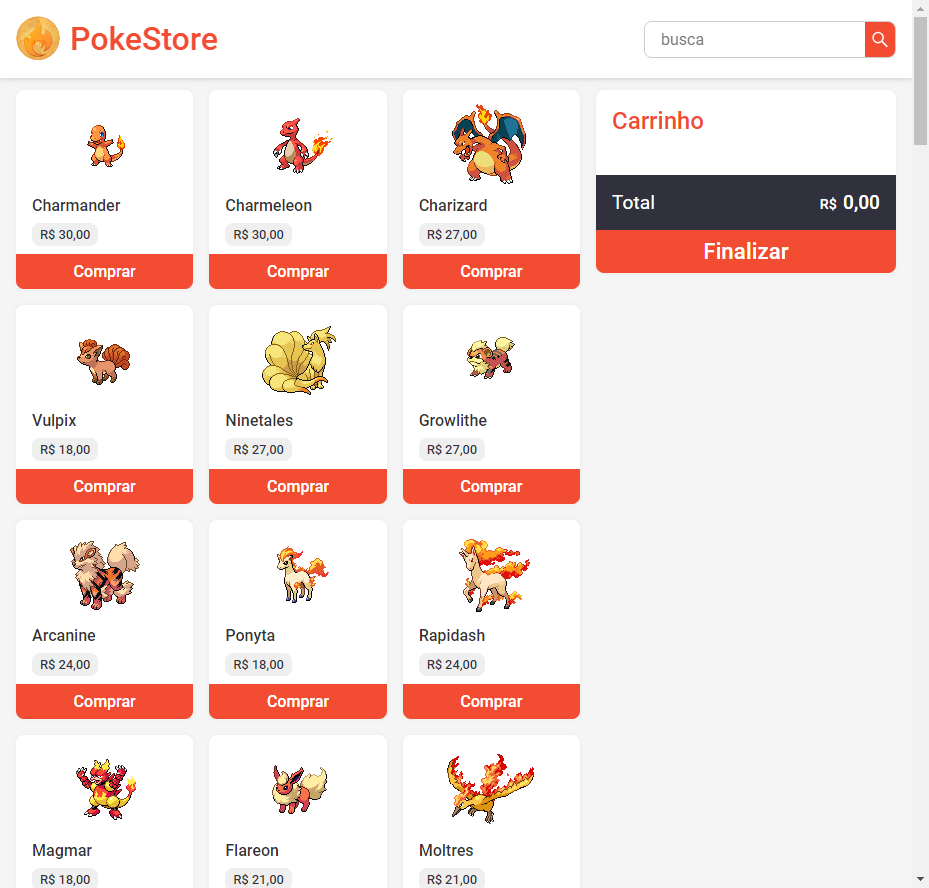 PokeStore
busca
Charmander
R$ 30,00
Comprar
Charmeleon
R$ 30,00
Comprar
Charizard
R$ 27,00
Comprar
Carrinho
Total R$ 0,00
Finalizar
Vulpix
R$ 18,00
Comprar
Ninetales
R$ 27,00
Comprar
Growlithe
R$ 27,00
Comprar
Arcanine
R$ 24,00
Comprar
Ponyta
R$ 18,00
Comprar
Rapidash
R$ 24,00
Comprar
Magmar
R$ 18,00
Flareon
R$ 21,00
Moltres
R$ 21,00